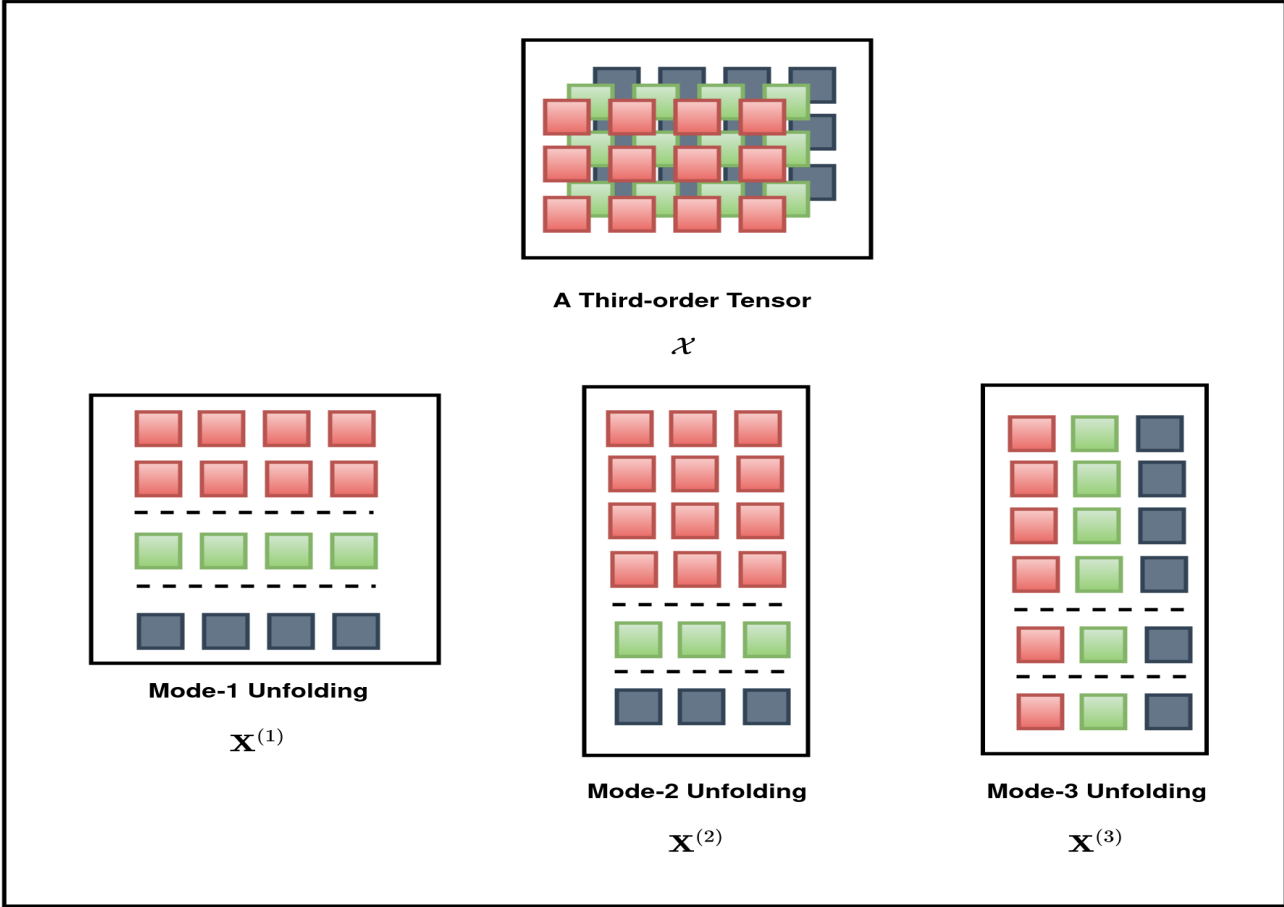 A Third-order Tensor
𝒳
Mode-1 Unfolding
X⁽¹⁾
Mode-2 Unfolding
X⁽²⁾
Mode-3 Unfolding
X⁽³⁾